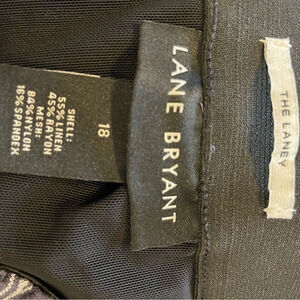 THE LANEY
LANE BRYANT
18
SHELL:
55% LINEN
45% RAYON
MESH:
84% NYLON
16% SPANDEX